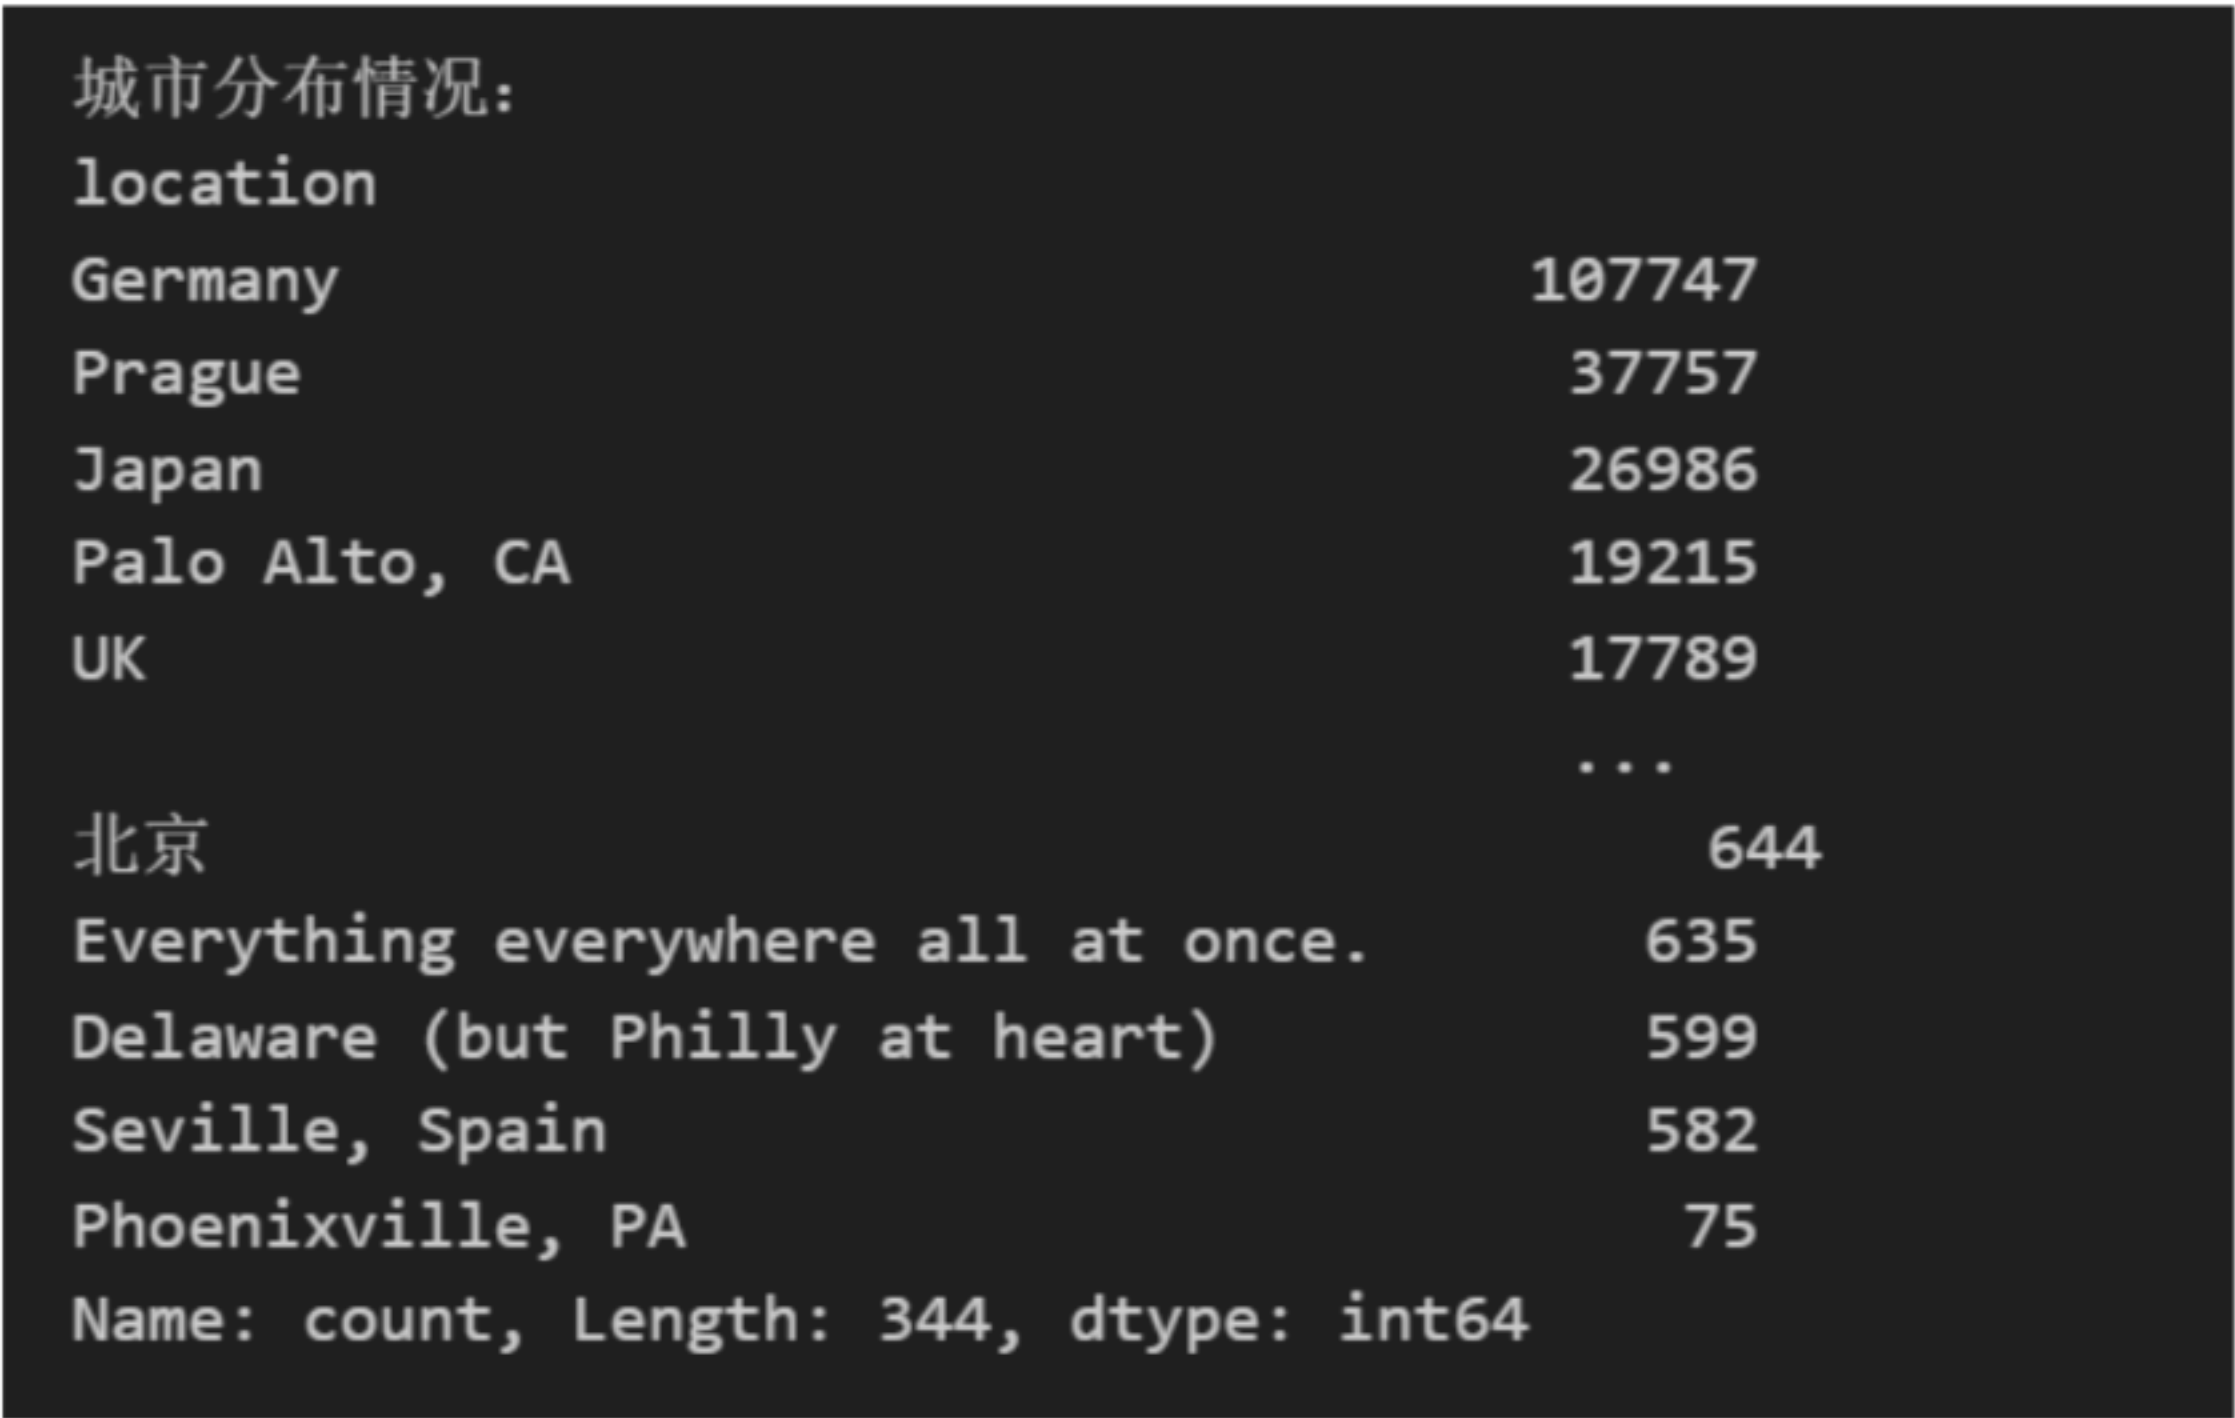 城市分布情况：
location
Germany 107747
Prague 37757
Japan 26986
Palo Alto, CA 19215
UK 17789
...
北京 644
Everything everywhere all at once. 635
Delaware (but Philly at heart) 599
Seville, Spain 582
Phoenixville, PA 75
Name: count, Length: 344, dtype: int64